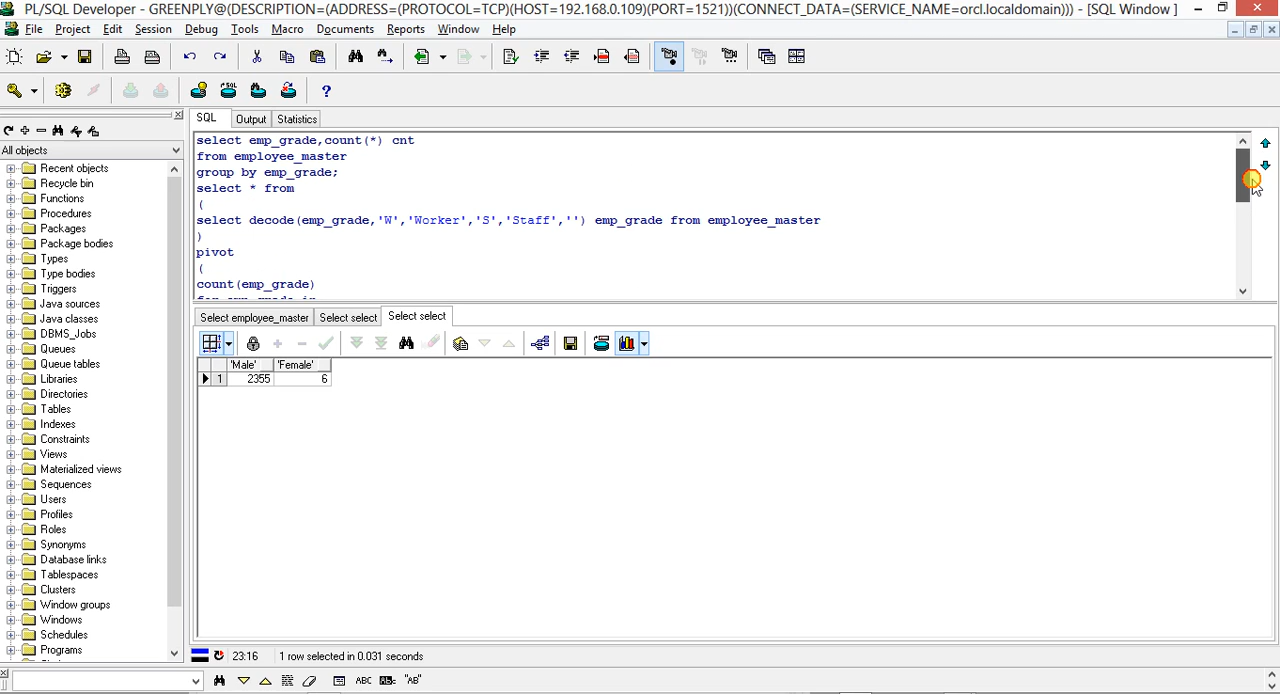 PL/SQL Developer - GREENPLY@(DESCRIPTION=(ADDRESS=(PROTOCOL=TCP)(HOST=192.168.0.109)(PORT=1521))(CONNECT_DATA=(SERVICE_NAME=orcl.localdomain))) - [SQL Window ]
File Project Edit Session Debug Tools Macro Documents Reports Window Help
SQL Output Statistics
All objects
Recent objects
Recycle bin
Functions
Procedures
Packages
Package bodies
Types
Type bodies
Triggers
Java sources
Java classes
DBMS_Jobs
Queues
Queue tables
Libraries
Directories
Tables
Indexes
Constraints
Views
Materialized views
Sequences
Users
Profiles
Roles
Synonyms
Database links
Tablespaces
Clusters
Window groups
Windows
Schedules
Programs
select emp_grade,count(*) cnt
from employee_master
group by emp_grade;
select * from
(
select decode(emp_grade,'W','Worker','S','Staff','') emp_grade from employee_master
)
pivot
(
count(emp_grade)
for emp_grade in
Select employee_master Select select Select select
'Male' 'Female'
1 2355 6
23:16 1 row selected in 0.031 seconds
ABC "AB"